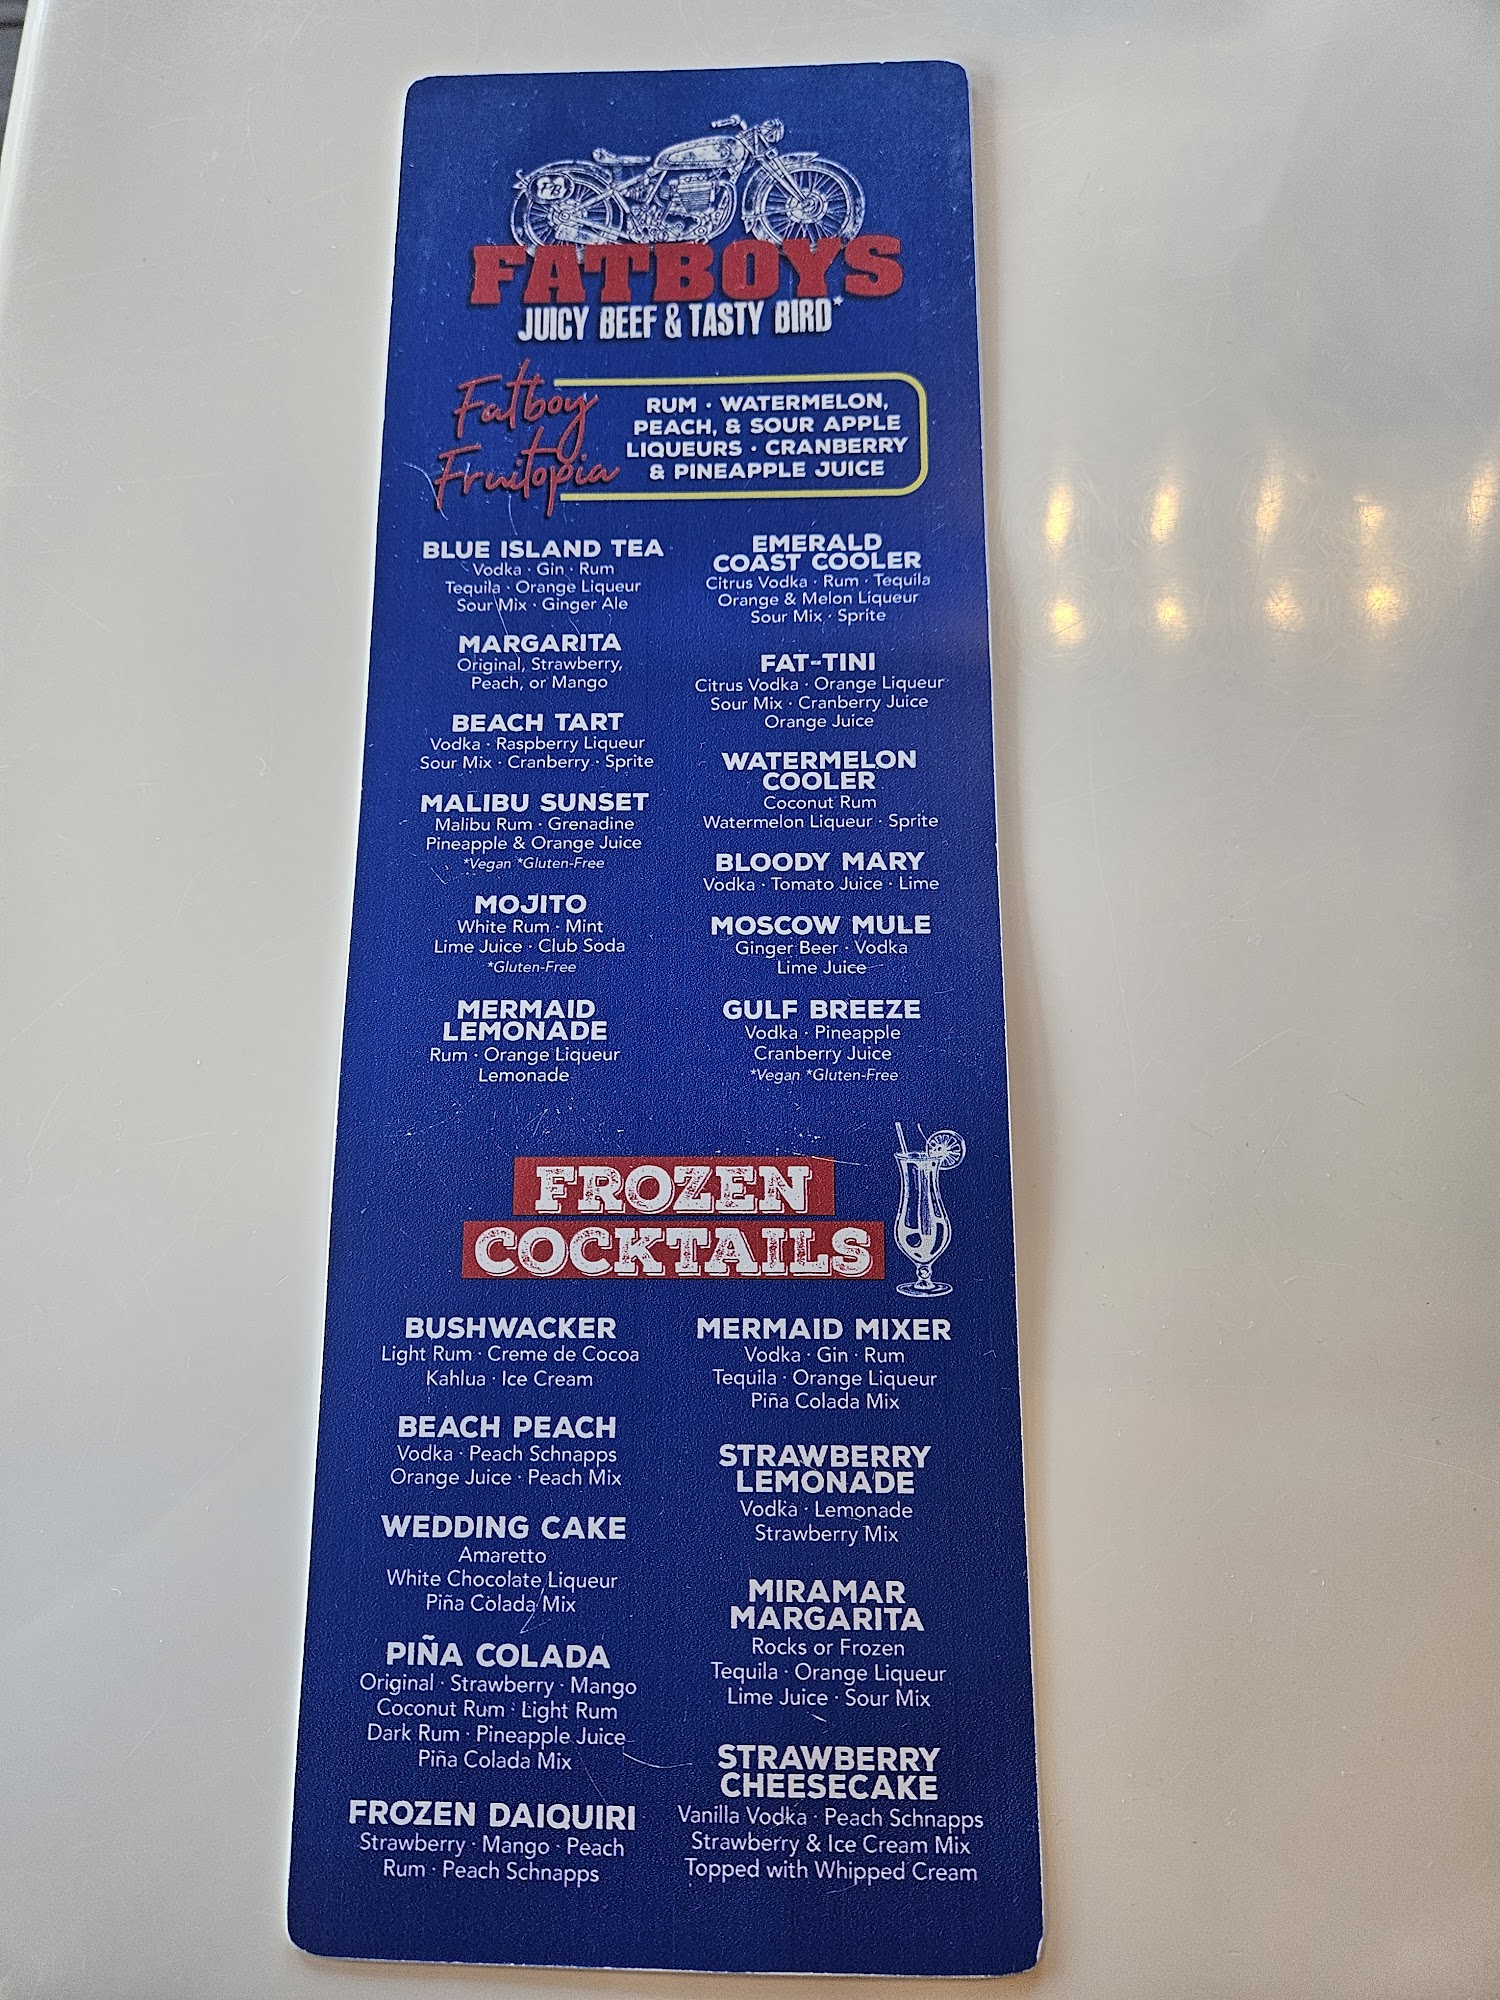 FB
FATBOYS
JUICY BEEF & TASTY BIRD*
Fatboy
Fruitopia
RUM · WATERMELON,
PEACH, & SOUR APPLE
LIQUEURS · CRANBERRY
& PINEAPPLE JUICE
BLUE ISLAND TEA
Vodka · Gin · Rum
Tequila · Orange Liqueur
Sour Mix · Ginger Ale
MARGARITA
Original, Strawberry,
Peach, or Mango
BEACH TART
Vodka · Raspberry Liqueur
Sour Mix · Cranberry · Sprite
MALIBU SUNSET
Malibu Rum · Grenadine
Pineapple & Orange Juice
*Vegan *Gluten-Free
MOJITO
White Rum · Mint
Lime Juice · Club Soda
*Gluten-Free
MERMAID
LEMONADE
Rum · Orange Liqueur
Lemonade
EMERALD
COAST COOLER
Citrus Vodka · Rum · Tequila
Orange & Melon Liqueur
Sour Mix · Sprite
FAT-TINI
Citrus Vodka · Orange Liqueur
Sour Mix · Cranberry Juice
Orange Juice
WATERMELON
COOLER
Coconut Rum
Watermelon Liqueur · Sprite
BLOODY MARY
Vodka · Tomato Juice · Lime
MOSCOW MULE
Ginger Beer · Vodka
Lime Juice
GULF BREEZE
Vodka · Pineapple
Cranberry Juice
*Vegan *Gluten-Free
FROZEN
COCKTAILS
BUSHWACKER
Light Rum · Creme de Cocoa
Kahlua · Ice Cream
BEACH PEACH
Vodka · Peach Schnapps
Orange Juice · Peach Mix
WEDDING CAKE
Amaretto
White Chocolate Liqueur
Piña Colada Mix
PIÑA COLADA
Original · Strawberry · Mango
Coconut Rum · Light Rum
Dark Rum · Pineapple Juice
Piña Colada Mix
FROZEN DAIQUIRI
Strawberry · Mango · Peach
Rum · Peach Schnapps
MERMAID MIXER
Vodka · Gin · Rum
Tequila · Orange Liqueur
Piña Colada Mix
STRAWBERRY
LEMONADE
Vodka · Lemonade
Strawberry Mix
MIRAMAR
MARGARITA
Rocks or Frozen
Tequila · Orange Liqueur
Lime Juice · Sour Mix
STRAWBERRY
CHEESECAKE
Vanilla Vodka · Peach Schnapps
Strawberry & Ice Cream Mix
Topped with Whipped Cream